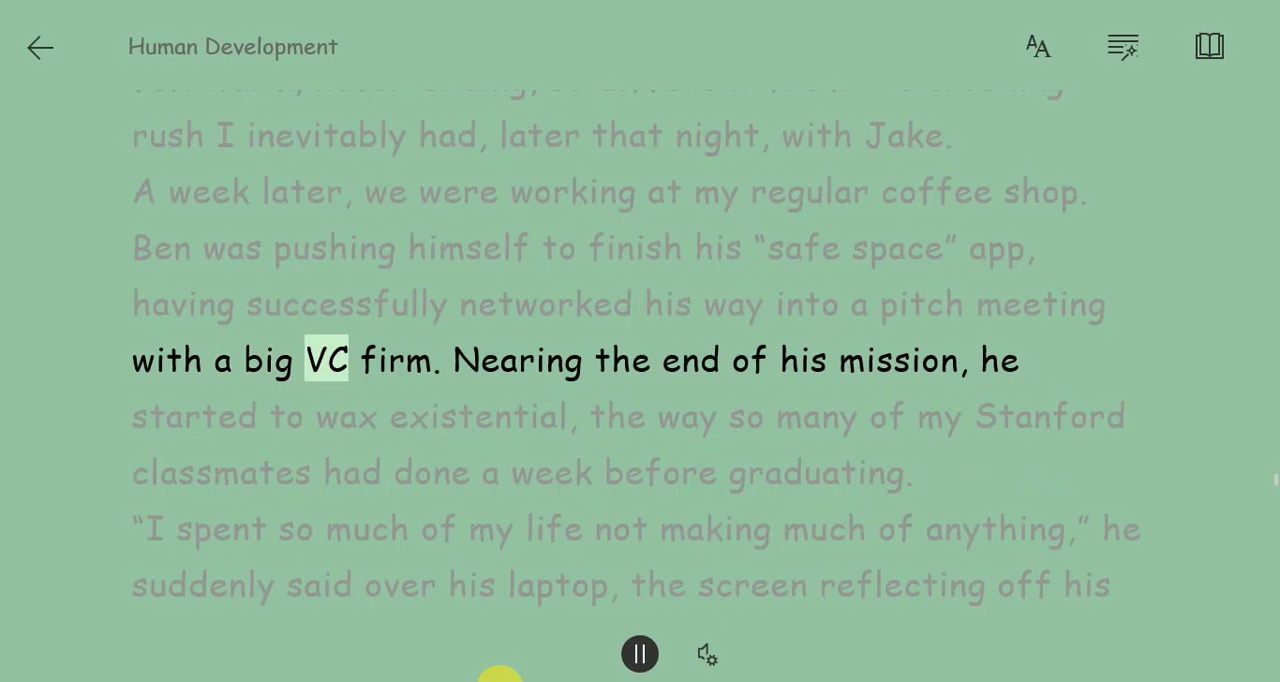 Human Development
rush I inevitably had, later that night, with Jake.
A week later, we were working at my regular coffee shop.
Ben was pushing himself to finish his “safe space” app,
having successfully networked his way into a pitch meeting
with a big VC firm. Nearing the end of his mission, he
started to wax existential, the way so many of my Stanford
classmates had done a week before graduating.
“I spent so much of my life not making much of anything,” he
suddenly said over his laptop, the screen reflecting off his